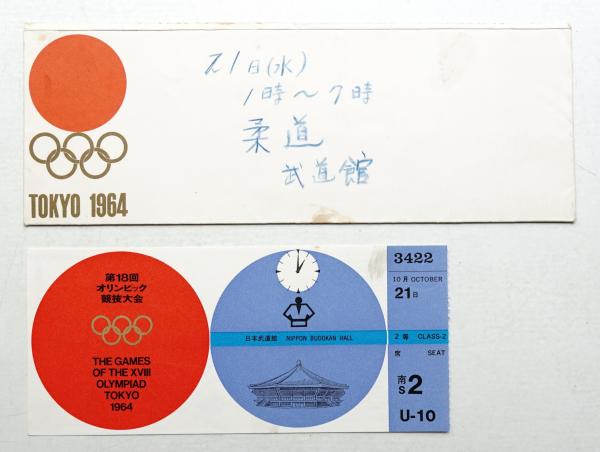 TOKYO 1964
21日(水)
1時〜7時
柔道
武道館
第18回
オリンピック
競技大会
THE GAMES
OF THE XVIII
OLYMPIAD
TOKYO
1964
日本武道館 NIPPON BUDOKAN HALL
3422
10月 OCTOBER
21日
2等 CLASS-2
席 SEAT
南
S 2
U-10